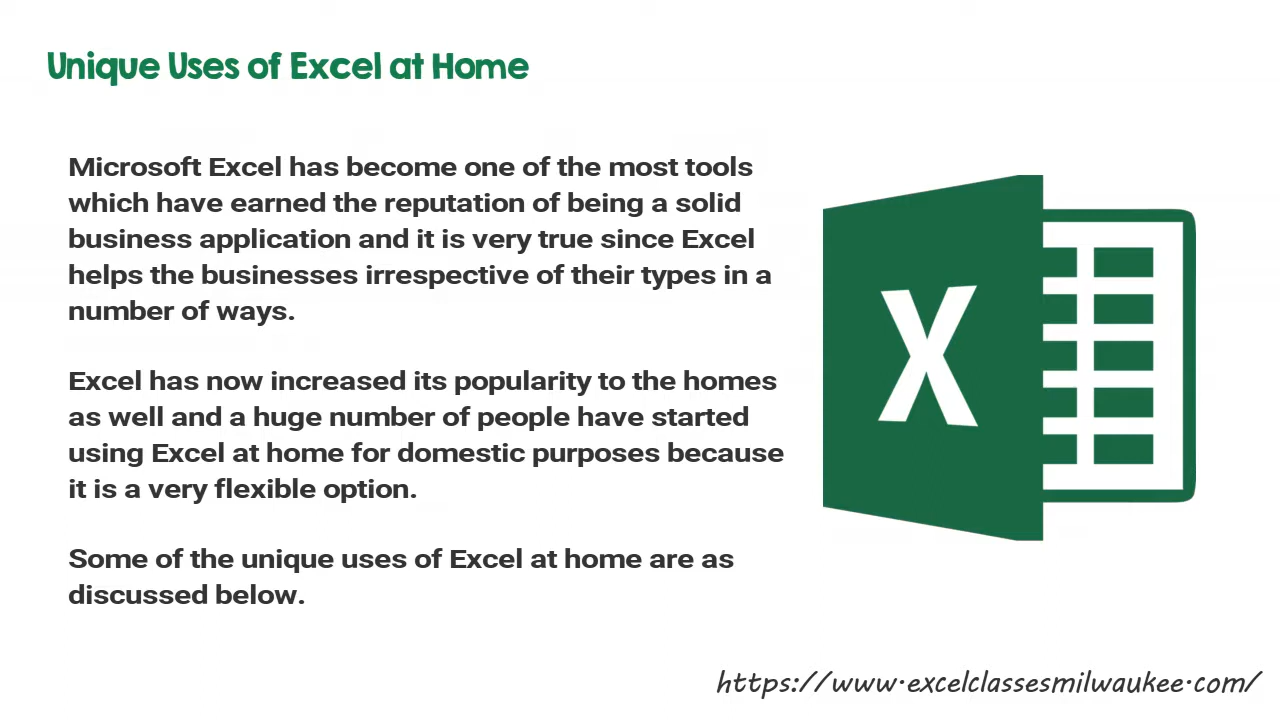 Unique Uses of Excel at Home
Microsoft Excel has become one of the most tools
which have earned the reputation of being a solid
business application and it is very true since Excel
helps the businesses irrespective of their types in a
number of ways.
Excel has now increased its popularity to the homes
as well and a huge number of people have started
using Excel at home for domestic purposes because
it is a very flexible option.
Some of the unique uses of Excel at home are as
discussed below.
X
https://www.excelclassesmilwaukee.com/